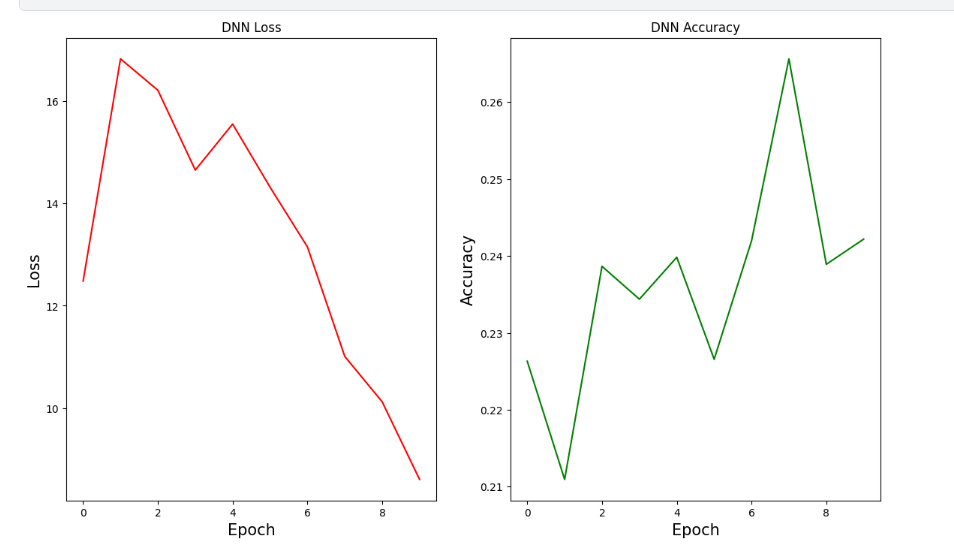 DNN Loss
16
14
12
10
Loss
0 2 4 6 8
Epoch
DNN Accuracy
0.26
0.25
0.24
0.23
0.22
0.21
Accuracy
0 2 4 6 8
Epoch